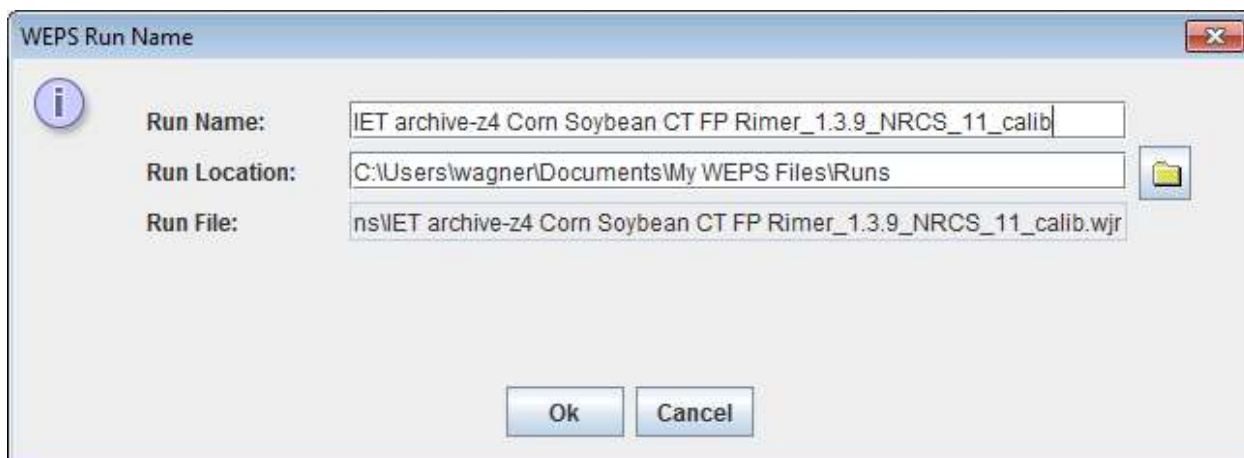 WEPS Run Name
i
Run Name: IET archive-z4 Corn Soybean CT FP Rimer_1.3.9_NRCS_11_calib
Run Location: C:\Users\wagner\Documents\My WEPS Files\Runs
Run File: ns\IET archive-z4 Corn Soybean CT FP Rimer_1.3.9_NRCS_11_calib.wjr
Ok Cancel